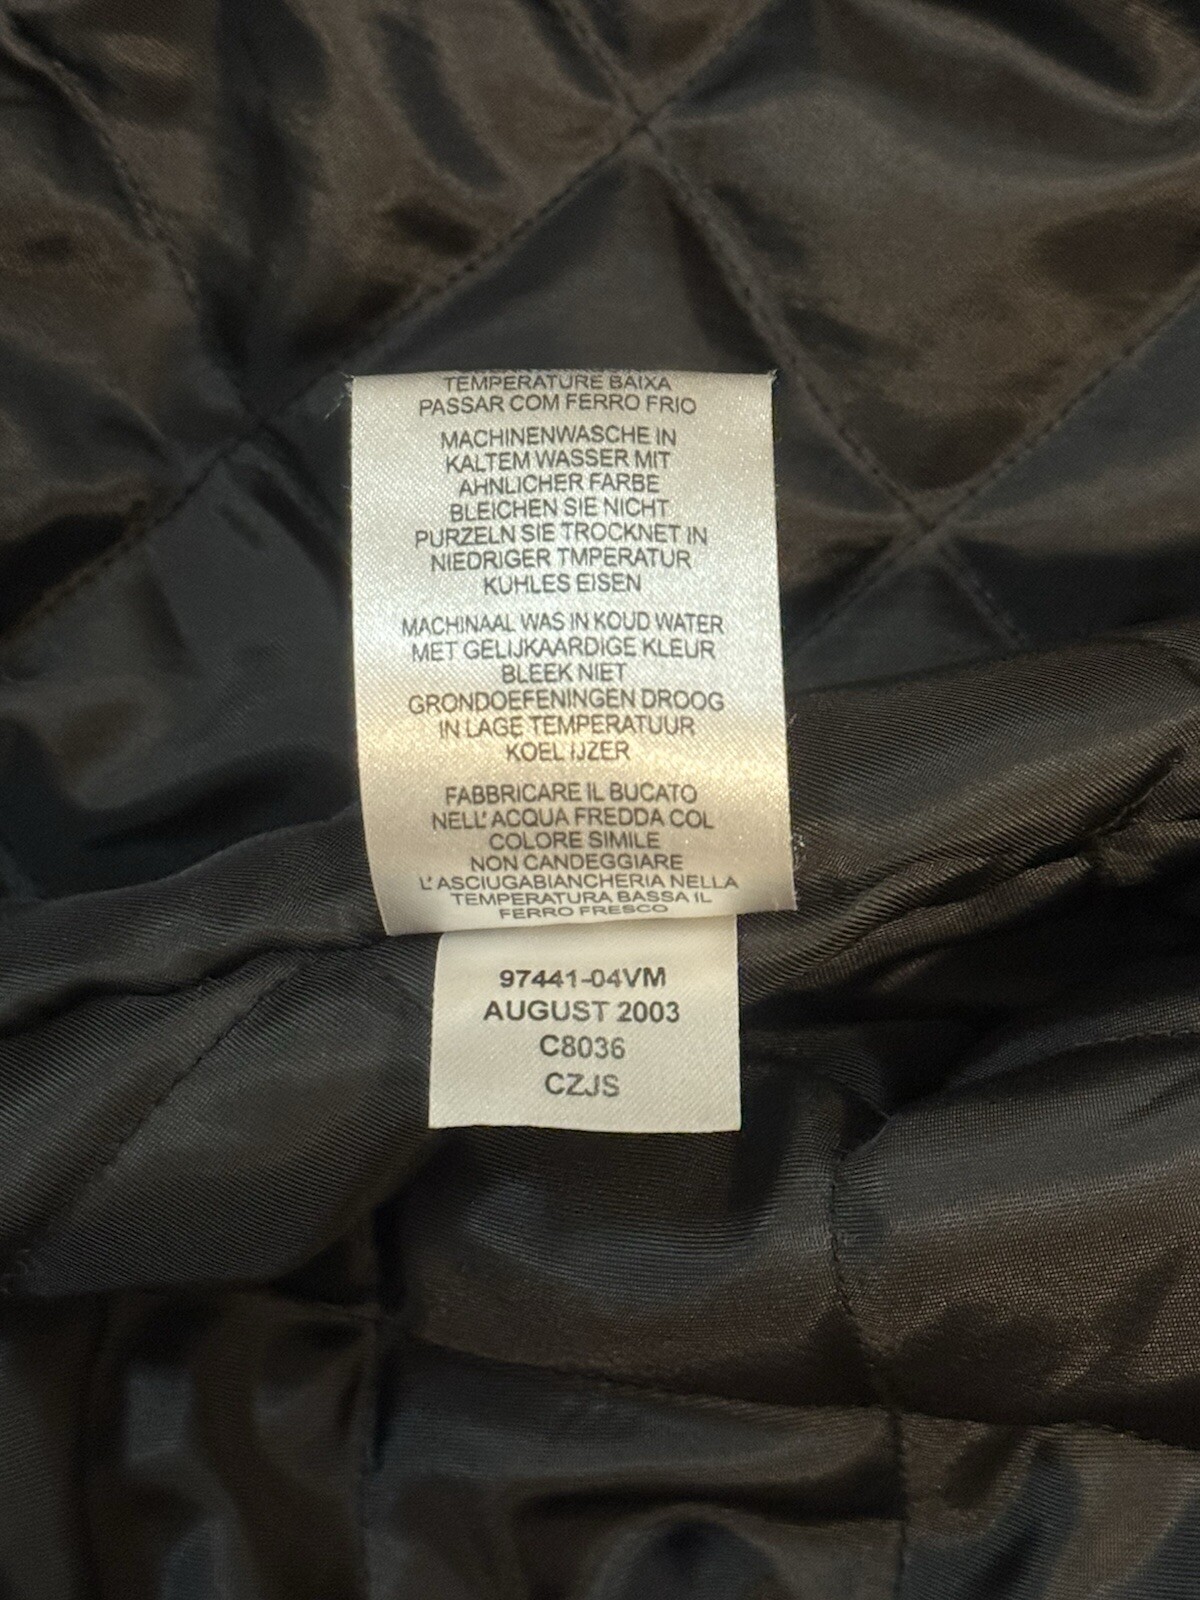 TEMPERATURE BAIXA
PASSAR COM FERRO FRIO
MACHINENWASCHE IN
KALTEM WASSER MIT
AHNLICHER FARBE
BLEICHEN SIE NICHT
PURZELN SIE TROCKNET IN
NIEDRIGER TMPERATUR
KUHLES EISEN
MACHINAAL WAS IN KOUD WATER
MET GELIJKAARDIGE KLEUR
BLEEK NIET
GRONDOEFENINGEN DROOG
IN LAGE TEMPERATUUR
KOEL IJZER
FABBRICARE IL BUCATO
NELL' ACQUA FREDDA COL
COLORE SIMILE
NON CANDEGGIARE
L'ASCIUGABIANCHERIA NELLA
TEMPERATURA BASSA IL
FERRO FRESCO
97441-04VM
AUGUST 2003
C8036
CZJS